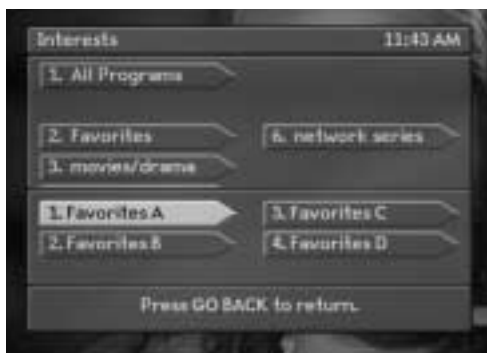 Interests 11:43 AM
1. All Programs
2. Favorites 6. network series
3. movies/drama
1. Favorites A 3. Favorites C
2. Favorites B 4. Favorites D
Press GO BACK to return.